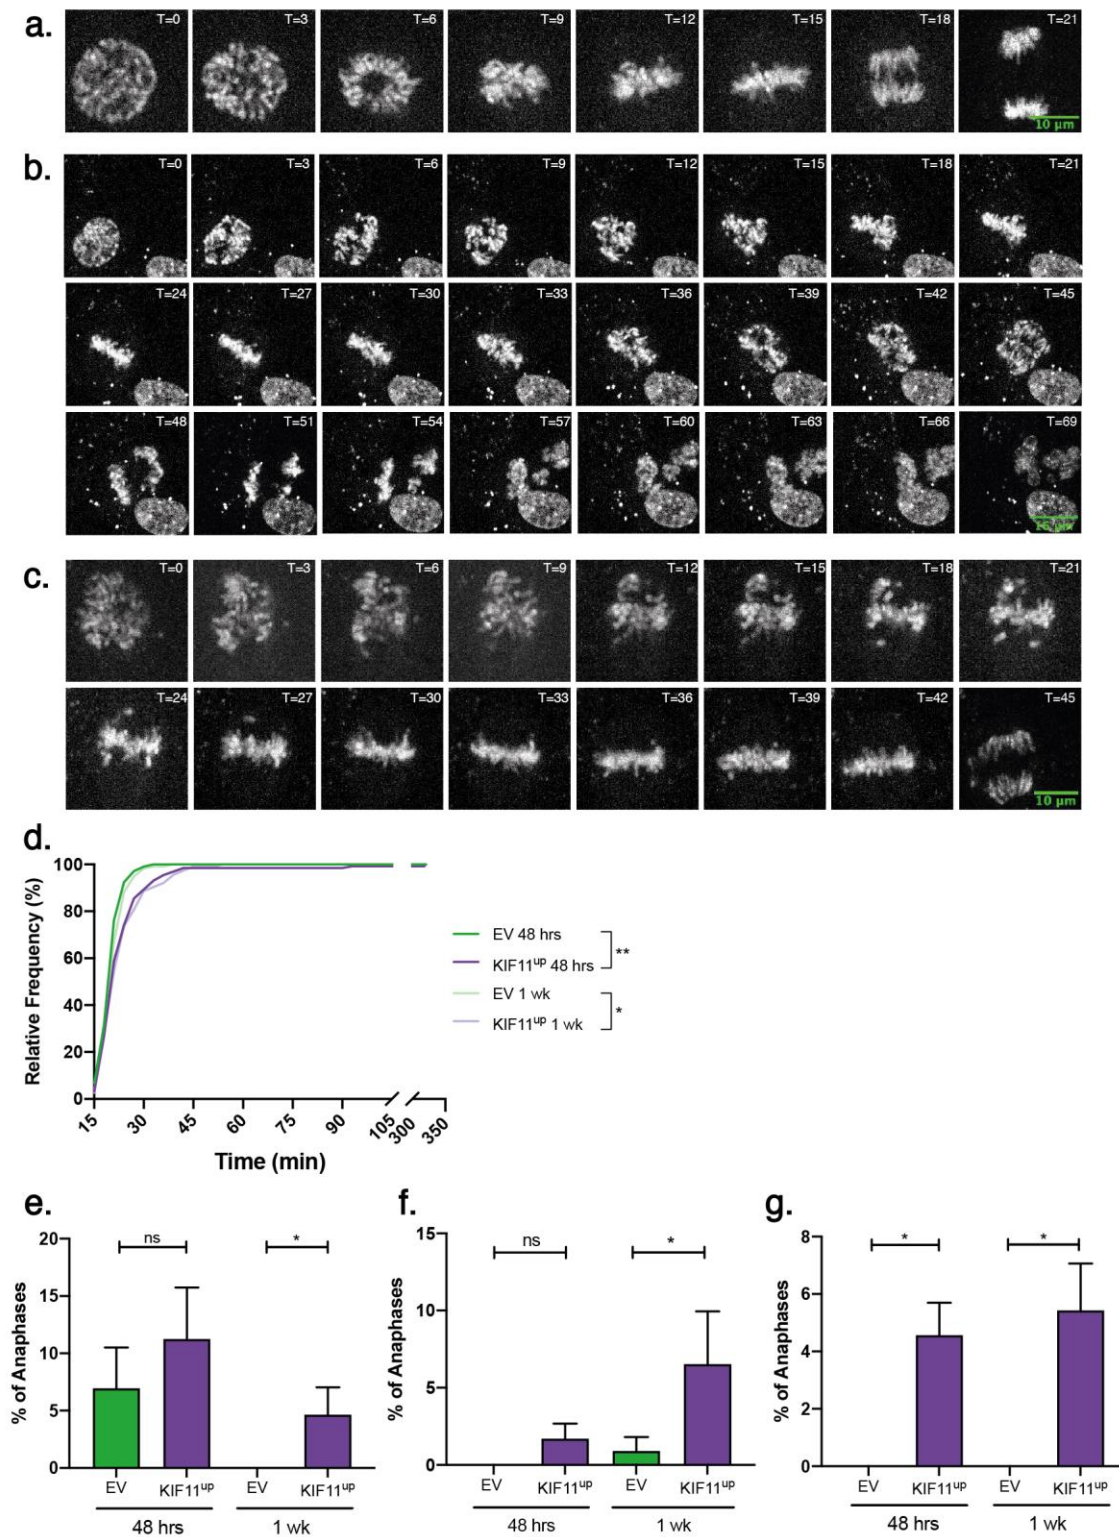 a.
T=0 T=3 T=6 T=9 T=12 T=15 T=18 T=21
10 µm
b.
T=0 T=3 T=6 T=9 T=12 T=15 T=18 T=21
T=24 T=27 T=30 T=33 T=36 T=39 T=42 T=45
T=48 T=51 T=54 T=57 T=60 T=63 T=66 T=69
c.
T=0 T=3 T=6 T=9 T=12 T=15 T=18 T=21
T=24 T=27 T=30 T=33 T=36 T=39 T=42 T=45
10 µm
d.
Relative Frequency (%)
100
80
60
40
20
0
15 30 45 60 75 90 105 300 350
Time (min)
EV 48 hrs
KIF11up 48 hrs
**
EV 1 wk
KIF11up 1 wk
*
e.
% of Anaphases
20
15
10
5
0
ns *
EV KIF11up EV KIF11up
48 hrs 1 wk
f.
% of Anaphases
15
10
5
0
ns *
EV KIF11up EV KIF11up
48 hrs 1 wk
g.
% of Anaphases
8
6
4
2
0
* *
EV KIF11up EV KIF11up
48 hrs 1 wk